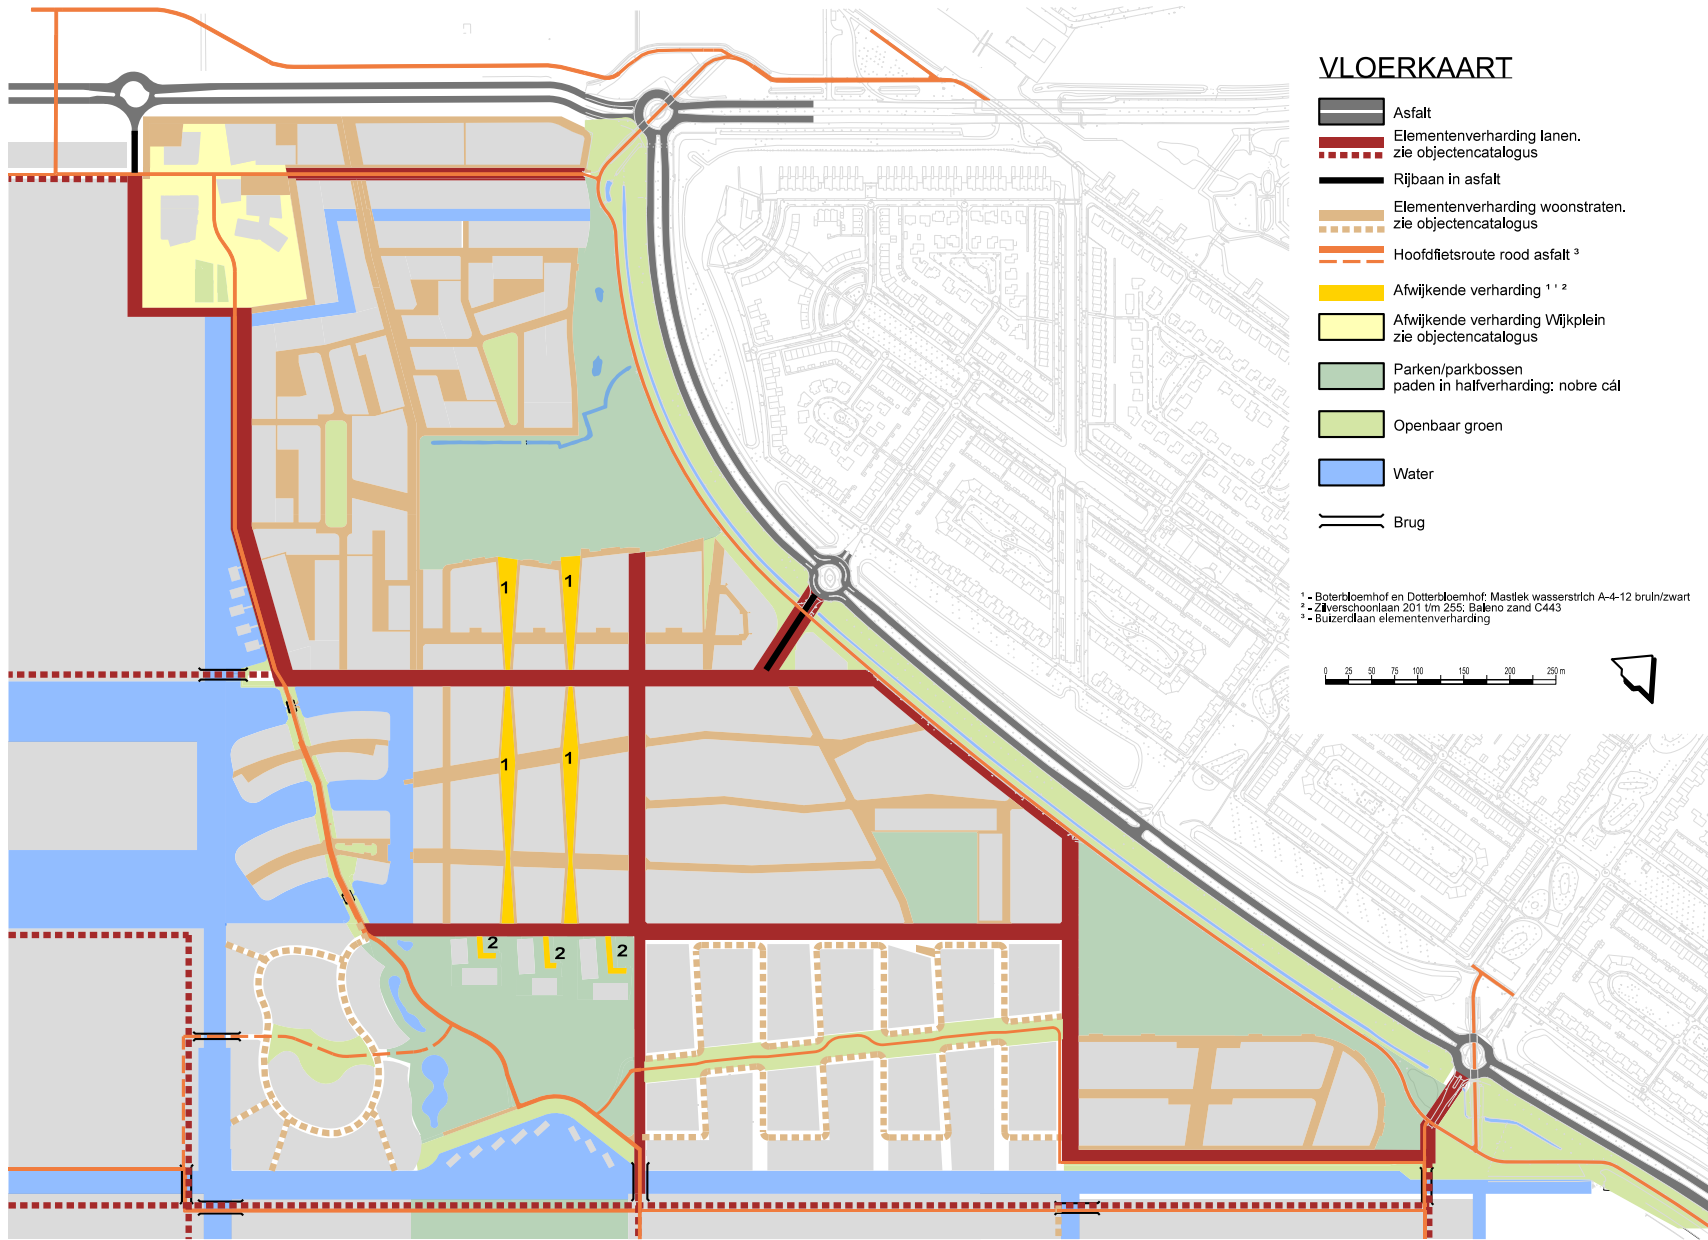 VLOERKAART
Asfalt
Elementenverharding lanen.
zie objectencatalogus
Rijbaan in asfalt
Elementenverharding woonstraten.
zie objectencatalogus
Hoofdfietsroute rood asfalt ³
Afwijkende verharding ¹ ' ²
Afwijkende verharding Wijkplein
zie objectencatalogus
Parken/parkbossen
paden in halfverharding: nobre cál
Openbaar groen
Water
Brug
¹ - Boterbloemhof en Dotterbloemhof: Mastiek wasserstrich A-4-12 bruin/zwart
² - Zilverschoonlaan 201 t/m 255: Baleno zand C443
³ - Buizerdlaan elementenverharding
0 25 50 75 100 150 200 250 m
1 1
1 1
2 2 2